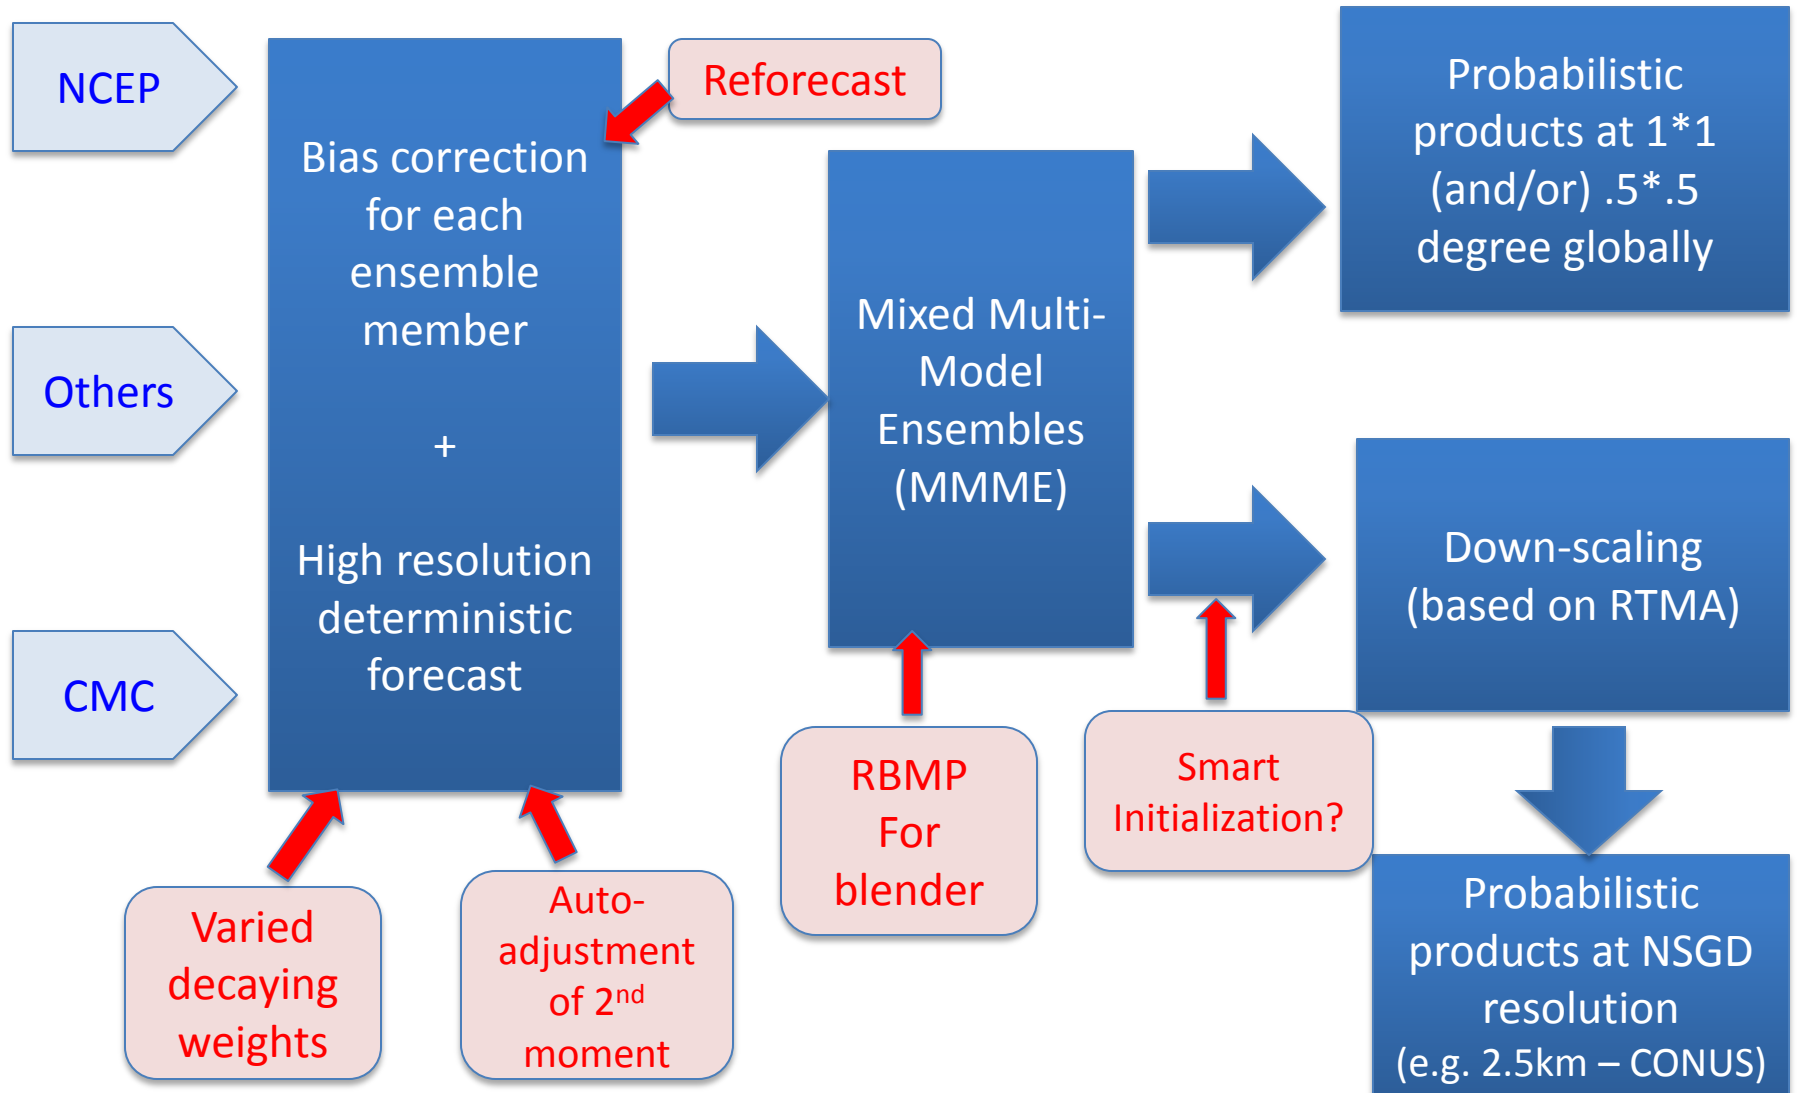 NCEP
Others
CMC
Bias correction
for each
ensemble
member
+
High resolution
deterministic
forecast
Reforecast
Varied
decaying
weights
Auto-
adjustment
of 2nd
moment
Mixed Multi-
Model
Ensembles
(MMME)
RBMP
For
blender
Smart
Initialization?
Probabilistic
products at 1*1
(and/or) .5*.5
degree globally
Down-scaling
(based on RTMA)
Probabilistic
products at NSGD
resolution
(e.g. 2.5km – CONUS)